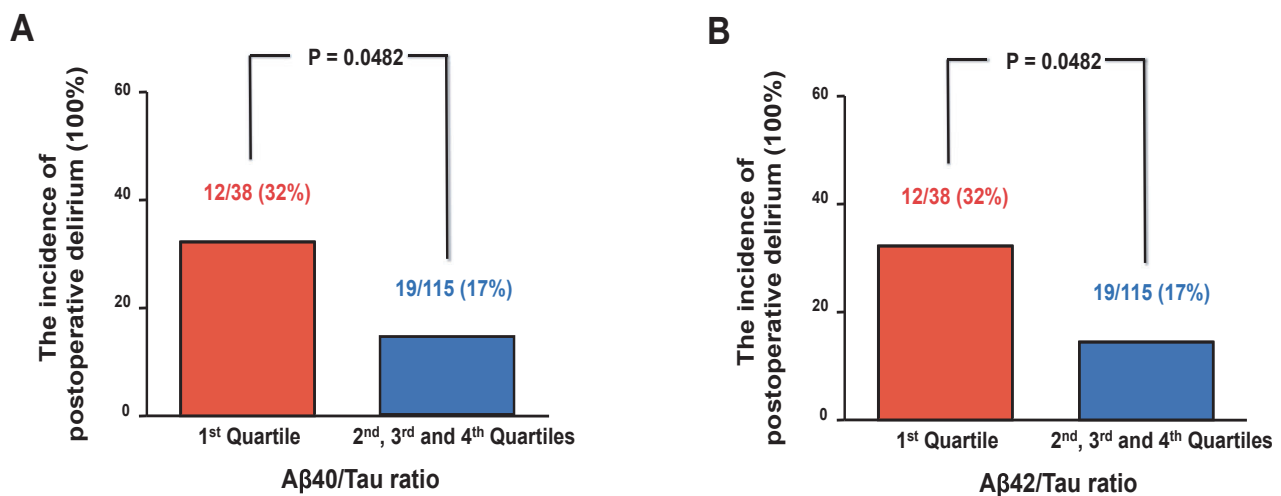 A
P = 0.0482
The incidence of
postoperative delirium (100%)
60
40
20
0
12/38 (32%)
19/115 (17%)
1st Quartile
2nd, 3rd and 4th Quartiles
Aβ40/Tau ratio
B
P = 0.0482
The incidence of
postoperative delirium (100%)
60
40
20
0
12/38 (32%)
19/115 (17%)
1st Quartile
2nd, 3rd and 4th Quartiles
Aβ42/Tau ratio